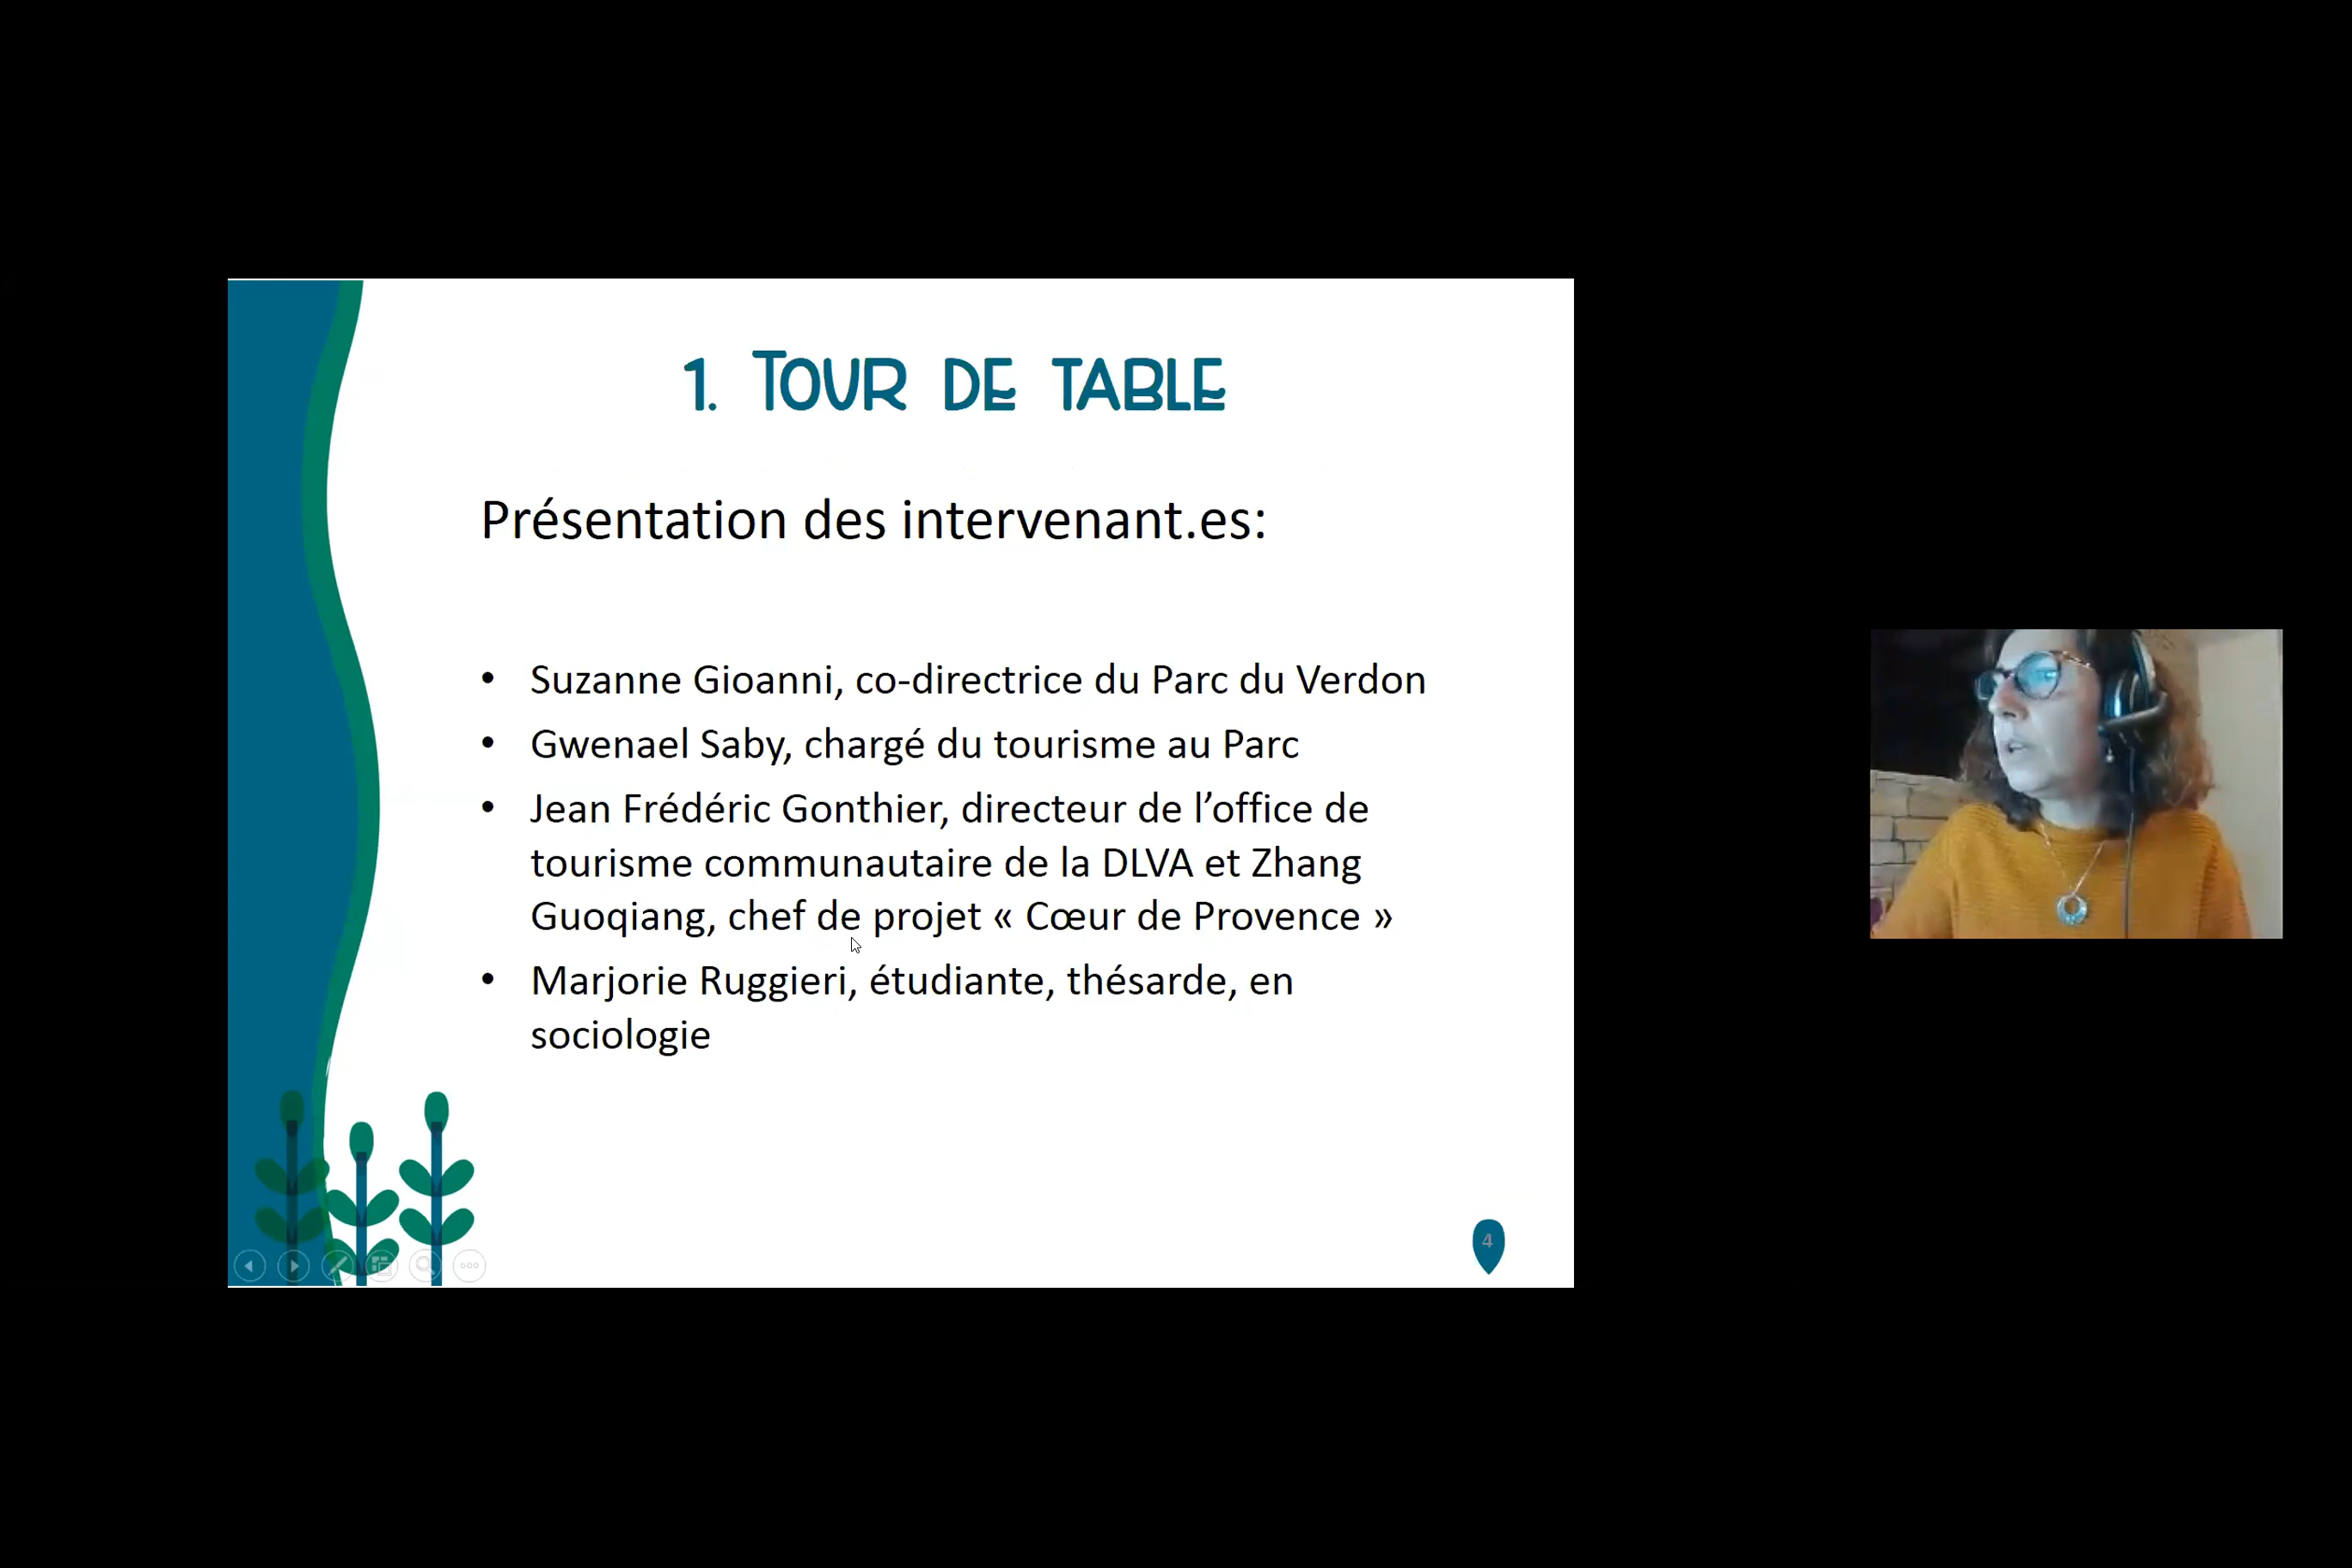 1. TOUR DE TABLE
Présentation des intervenant.es:
• Suzanne Gioanni, co-directrice du Parc du Verdon
• Gwenael Saby, chargé du tourisme au Parc
• Jean Frédéric Gonthier, directeur de l’office de
tourisme communautaire de la DLVA et Zhang
Guoqiang, chef de projet « Cœur de Provence »
• Marjorie Ruggieri, étudiante, thésarde, en
sociologie
4